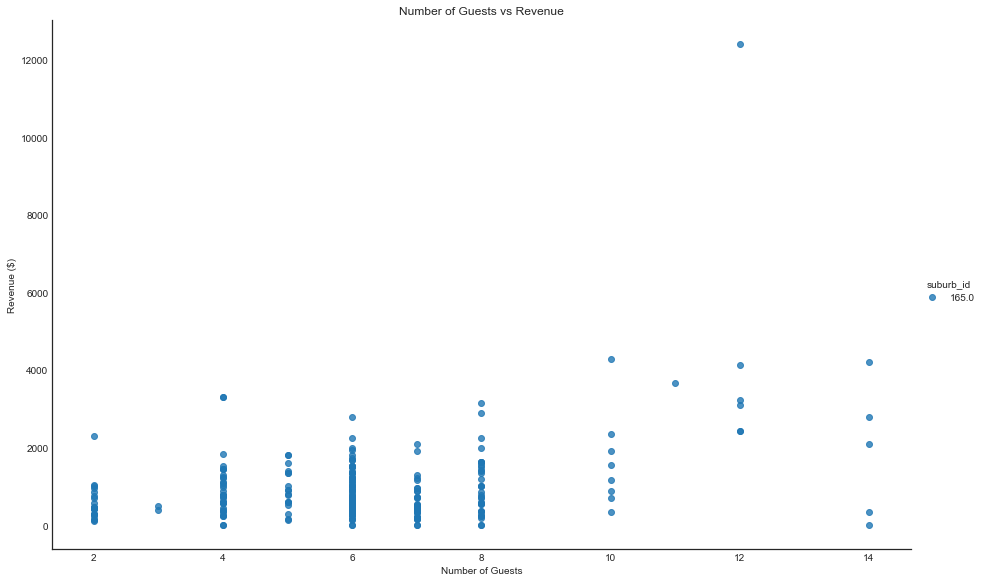 Number of Guests vs Revenue
12000
10000
8000
6000
4000
2000
0
Revenue ($)
2 4 6 8 10 12 14
Number of Guests
suburb_id
165.0